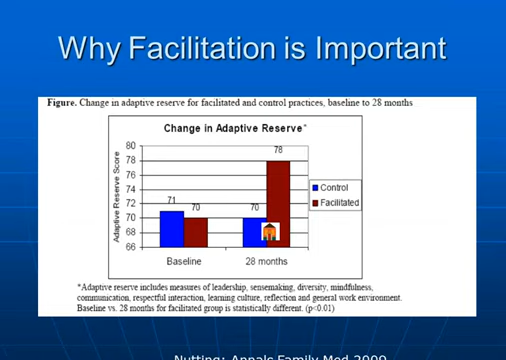 Why Facilitation is Important
Figure. Change in adaptive reserve for facilitated and control practices, baseline to 28 months
Change in Adaptive Reserve*
Adaptive Reserve Score
80
78
76
74
72
70
68
66
71
70
70
78
Baseline
28 months
Control
Facilitated
*Adaptive reserve includes measures of leadership, sensemaking, diversity, mindfulness,
communication, respectful interaction, learning culture, reflection and general work environment.
Baseline vs. 28 months for facilitated group is statistically different. (p<0.01)
Nutting: Annals Family Med 2009